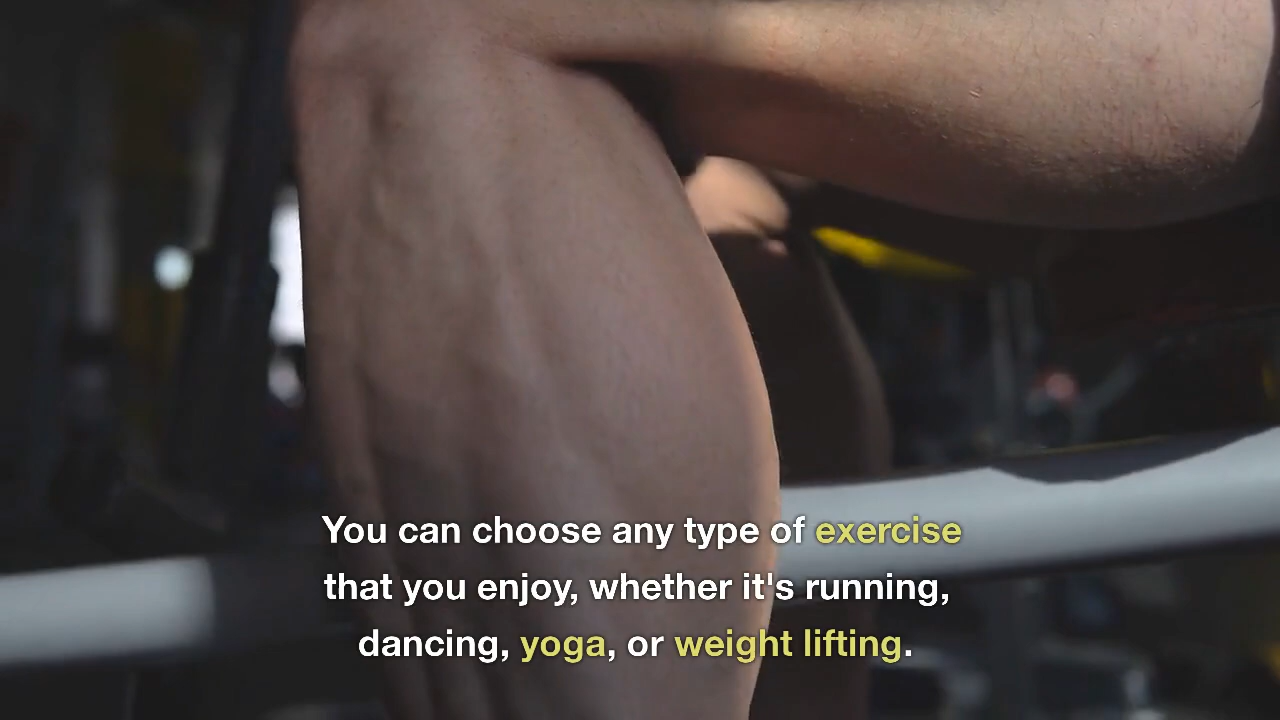 You can choose any type of exercise
that you enjoy, whether it's running,
dancing, yoga, or weight lifting.